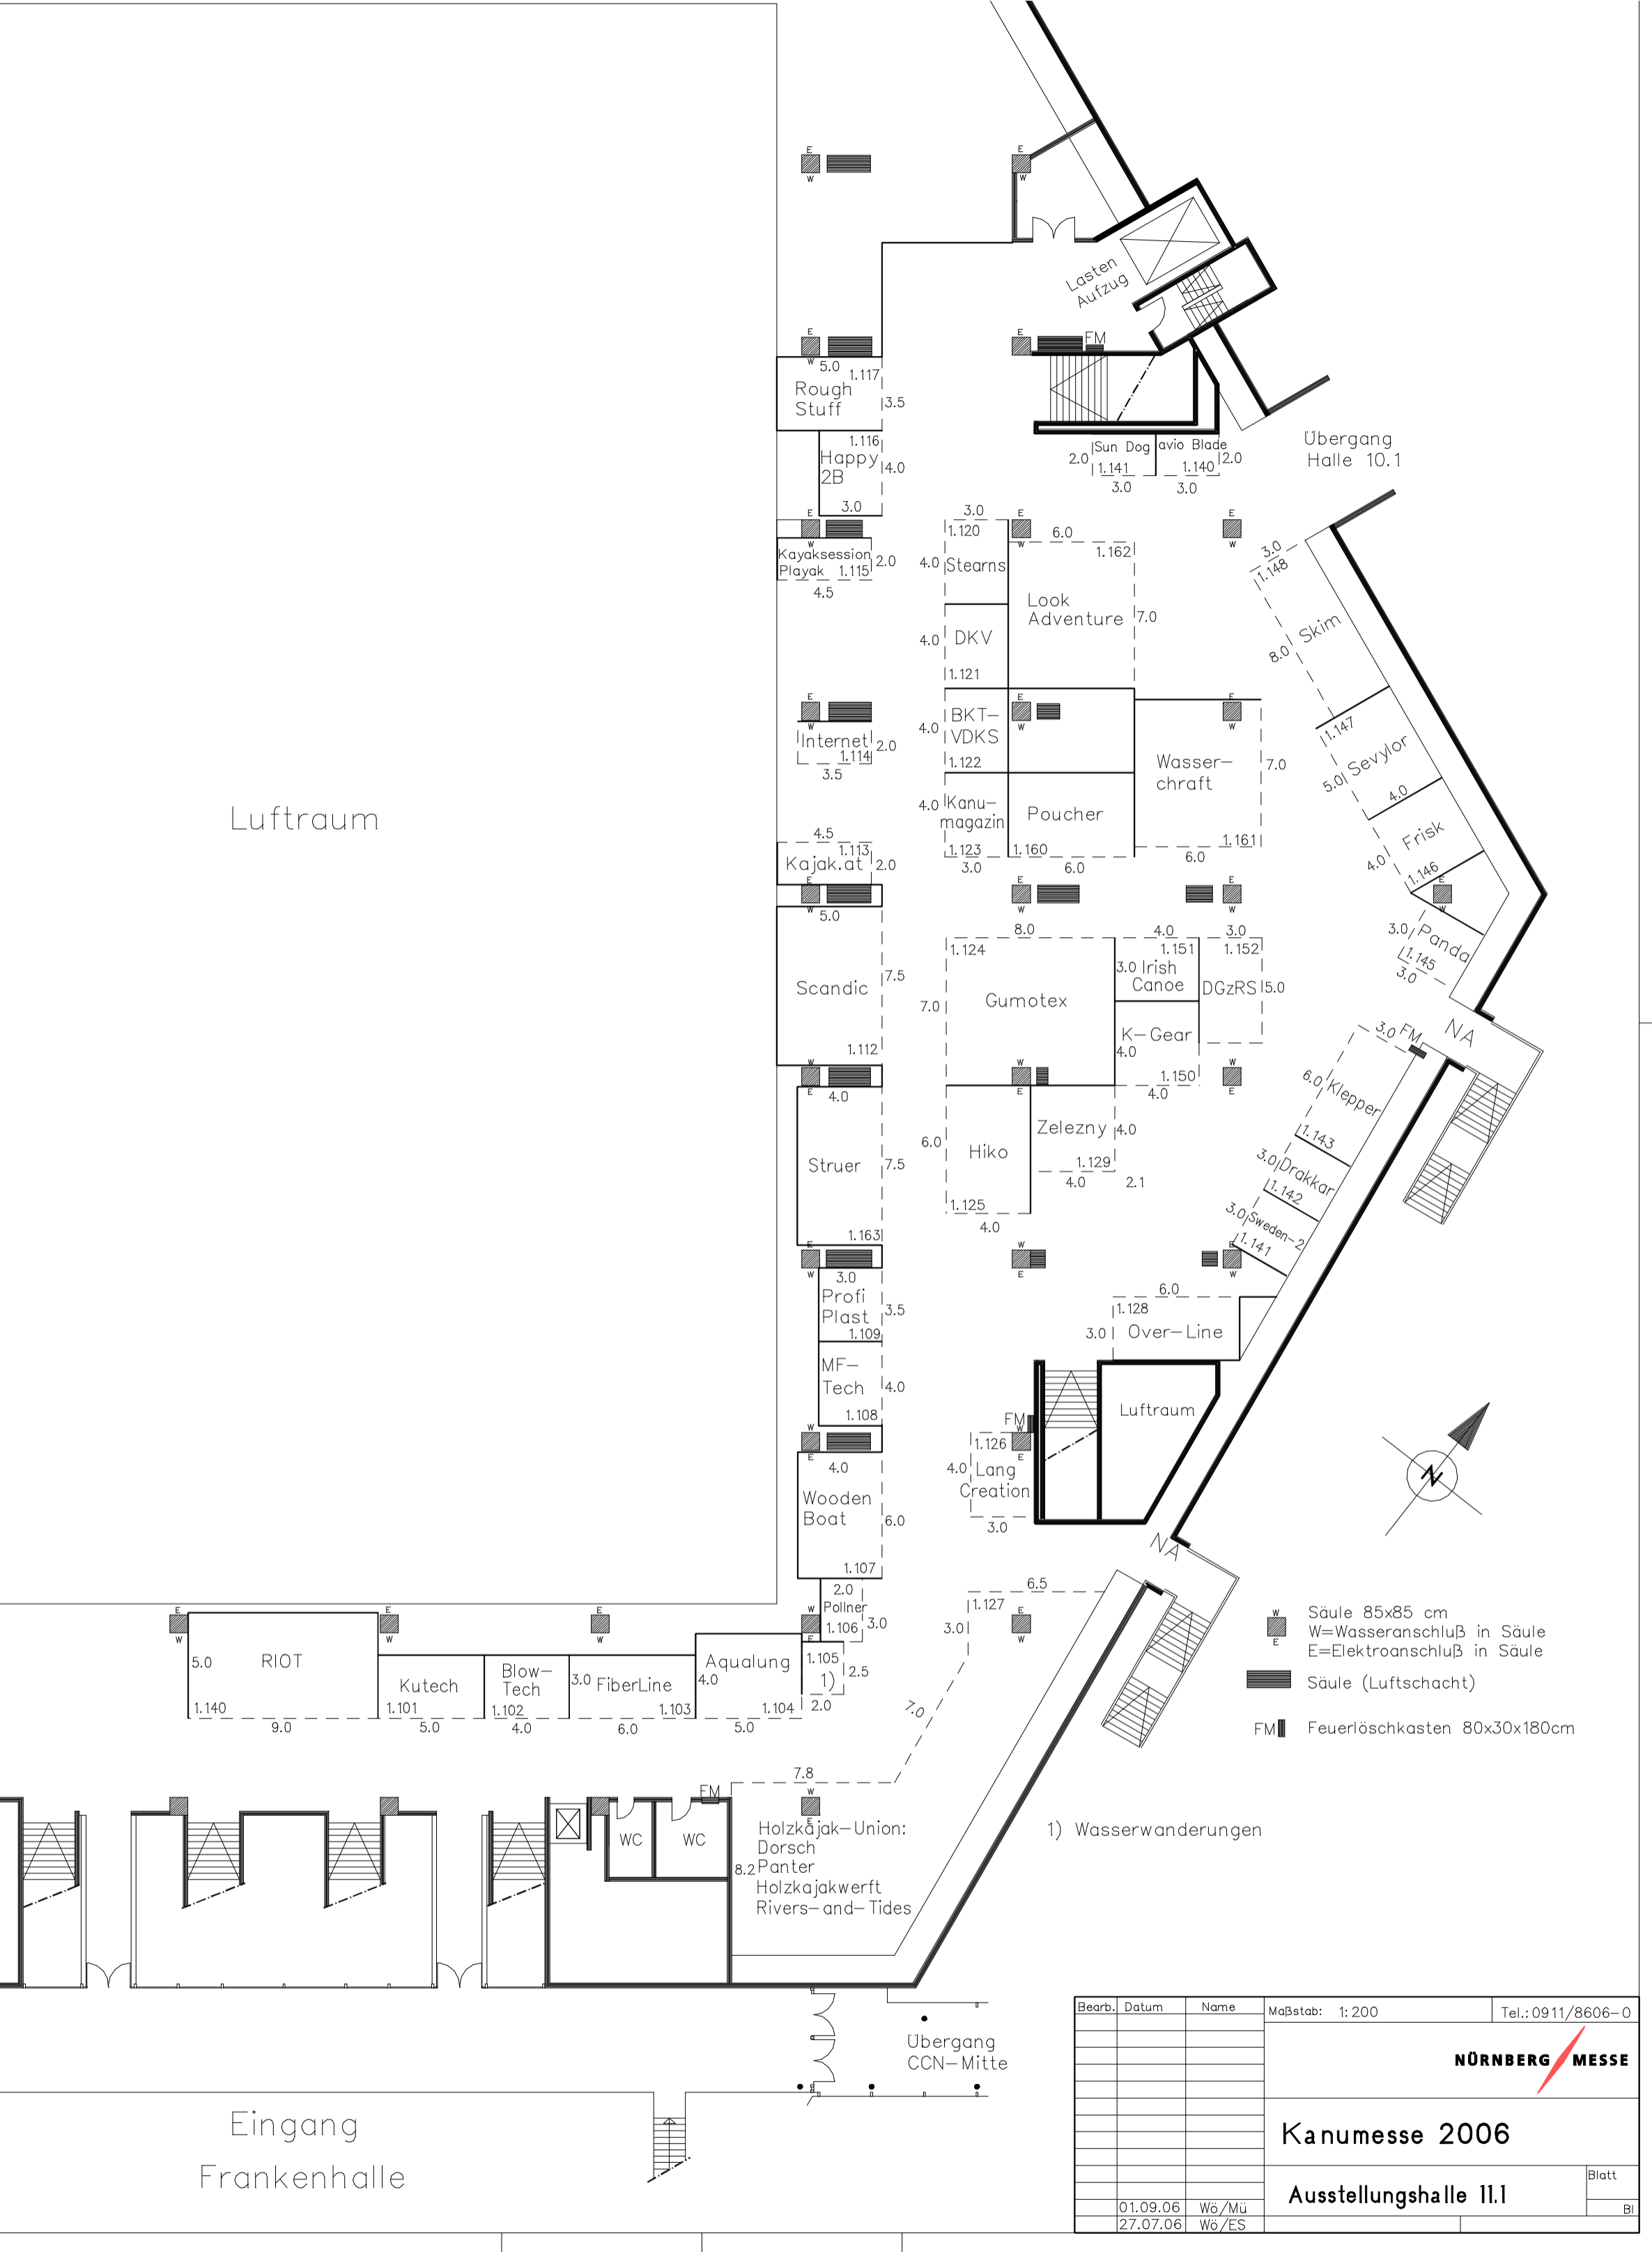 E
W
E
W
Lasten
Aufzug
E
W
E
FM
5.0
1.117
Rough
Stuff
3.5
1.116
Happy
2B
4.0
3.0
Sun Dog
avio Blade
2.0
1.141
1.140
2.0
3.0
3.0
Übergang
Halle 10.1
E
W
Kayaksession
Playak
1.115
2.0
4.5
3.0
1.120
4.0
Stearns
E
W
6.0
1.162
Look
Adventure
7.0
E
W
3.0
1.148
Skim
8.0
4.0
DKV
1.121
E
W
Internet
1.114
2.0
3.5
4.0
BKT-
VDKS
1.122
E
W
E
W
Wasser-
chraft
7.0
1.161
6.0
1.147
Sevylor
5.0
4.0
Luftraum
4.0
Kanu-
magazin
1.123
3.0
Poucher
1.160
6.0
Frisk
4.0
1.146
4.5
1.113
Kajak.at
2.0
E
W
E
W
E
W
E
W
3.0
Panda
1.145
3.0
5.0
Scandic
7.5
1.112
8.0
1.124
Gumotex
7.0
4.0
1.151
3.0
Irish
Canoe
3.0
1.152
DGzRS
5.0
K-Gear
4.0
1.150
4.0
NA
3.0
FM
6.0
Klepper
1.143
W
E
W
E
W
E
4.0
Struer
7.5
1.163
6.0
Hiko
1.125
4.0
Zelezny
4.0
1.129
4.0
2.1
3.0
Drakkar
1.142
3.0
Sweden-2
1.141
E
W
W
E
E
W
3.0
Profi
Plast
3.5
1.109
6.0
1.128
3.0
Over-Line
MF-
Tech
4.0
1.108
Luftraum
FM
W
E
W
E
1.126
4.0
Lang
Creation
3.0
4.0
Wooden
Boat
6.0
1.107
N
NA
2.0
Pollner
1.106
3.0
6.5
1.127
3.0
E
W
E
W
E
W
E
W
E
5.0
RIOT
1.140
9.0
Kutech
1.101
5.0
Blow-
Tech
1.102
4.0
3.0
FiberLine
1.103
6.0
Aqualung
4.0
1.104
5.0
1.105
1)
2.5
2.0
7.0
W
E
Säule 85x85 cm
W=Wasseranschluß in Säule
E=Elektroanschluß in Säule
Säule (Luftschacht)
FM
Feuerlöschkasten 80x30x180cm
7.8
FM
W
E
WC
WC
Holzkajak-Union:
Dorsch
8.2
Panter
Holzkajakwerft
Rivers-and-Tides
1) Wasserwanderungen
Übergang
CCN-Mitte
Eingang
Frankenhalle
Bearb.
Datum
Name
Maßstab: 1:200
Tel.:0911/8606-0
NÜRNBERG MESSE
Kanumesse 2006
Ausstellungshalle 11.1
Blatt
Bl
01.09.06
Wö/Mü
27.07.06
Wö/ES